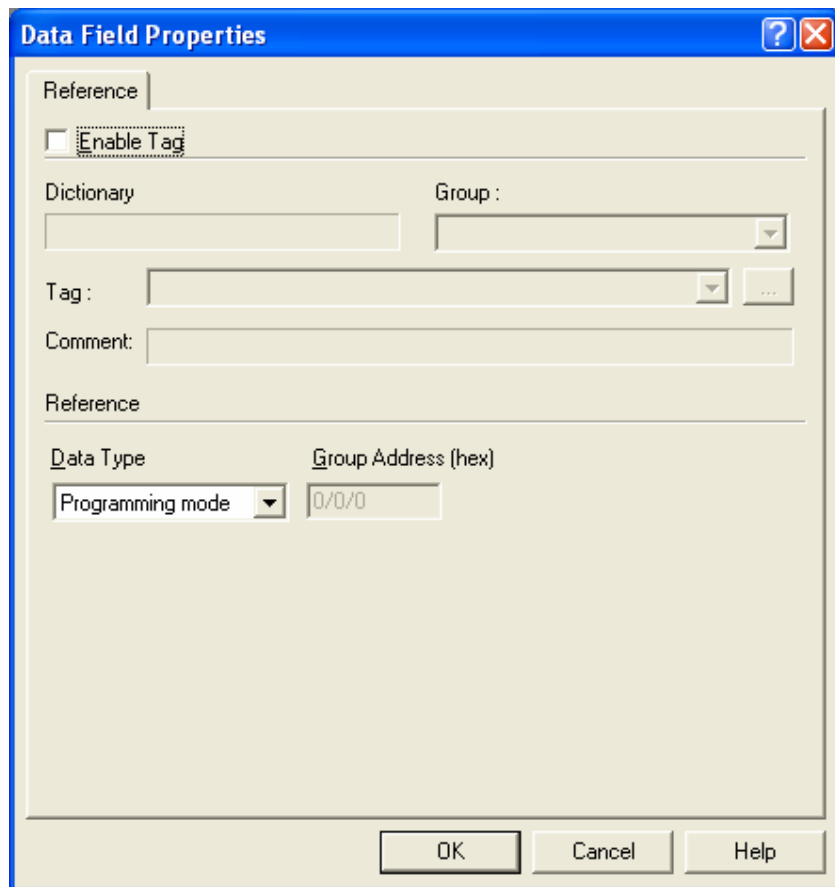 Data Field Properties
Reference
Enable Tag
Dictionary
Group :
Tag :
...
Comment:
Reference
Data Type
Group Address (hex)
Programming mode
0/0/0
OK
Cancel
Help